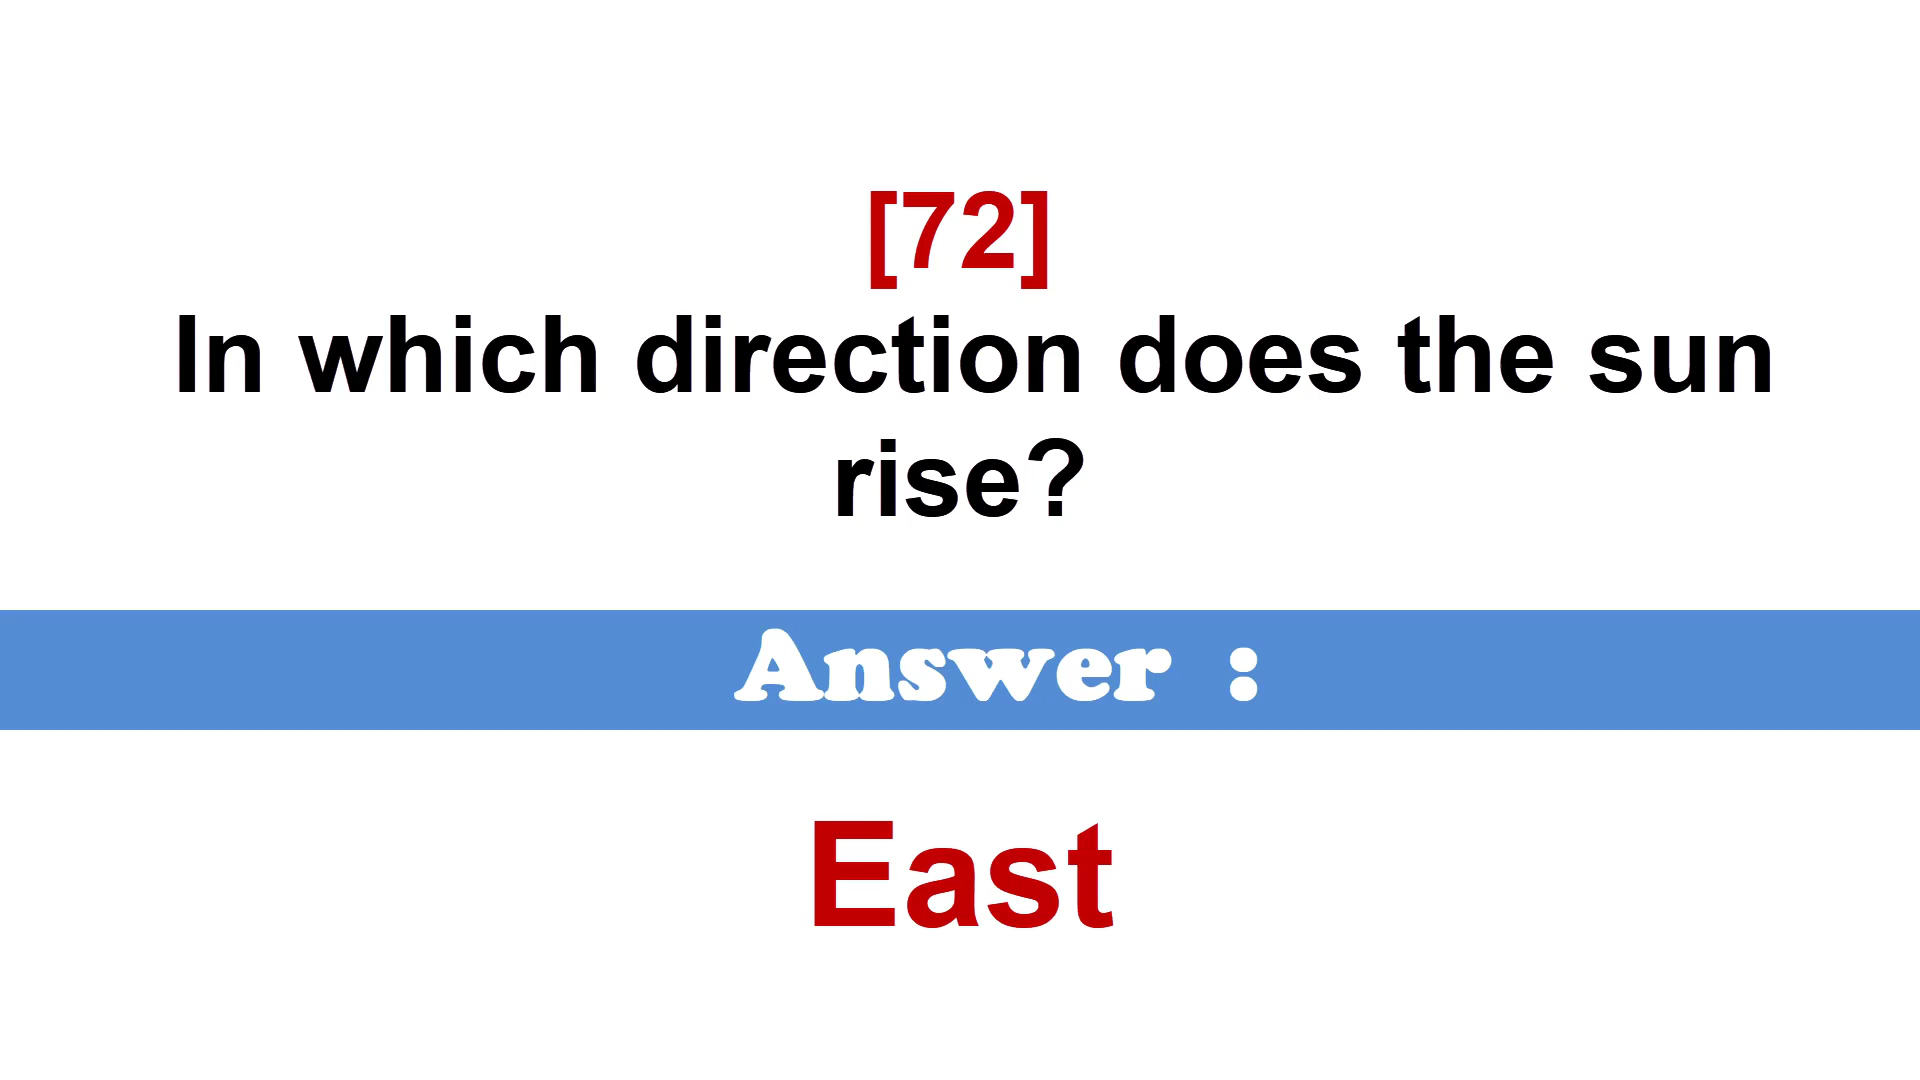 [72]
In which direction does the sun
rise?
Answer :
East